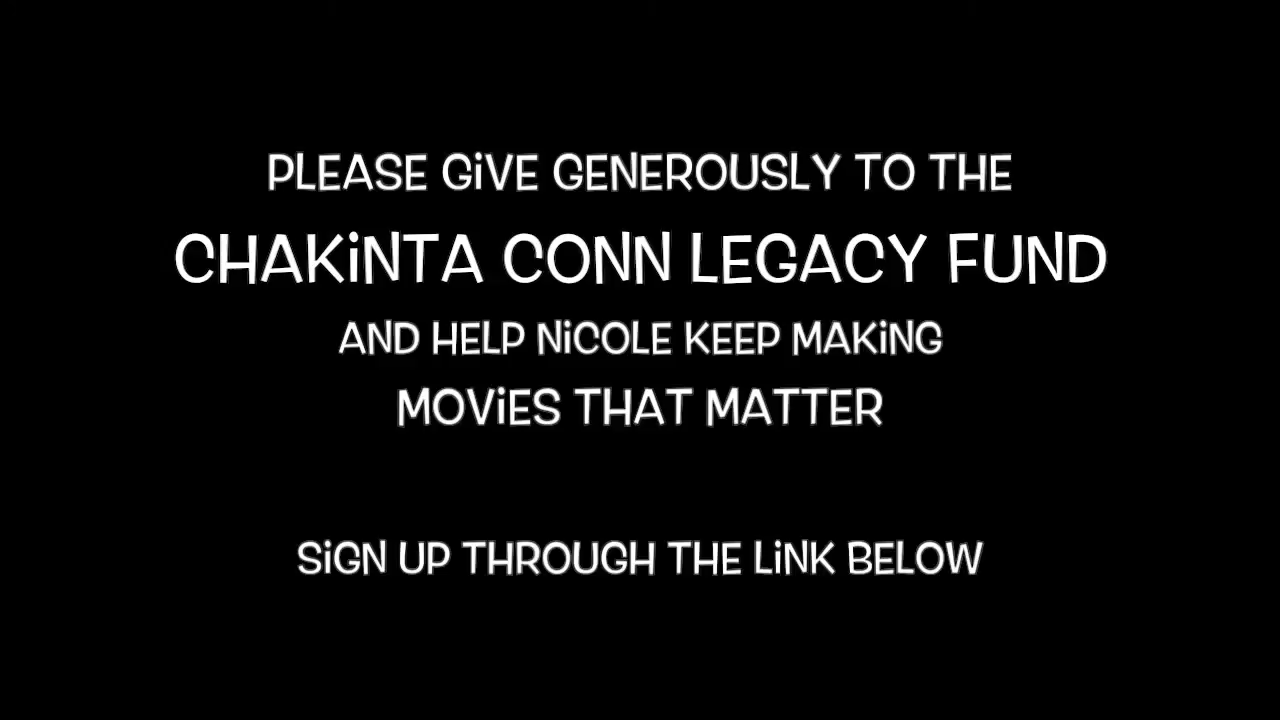 PLEASE GiVE GENEROUSLY TO THE
CHAKiNTA CONN LEGACY FUND
AND HELP NiCOLE KEEP MAKiNG
MOViES THAT MATTER
SiGN UP THROUGH THE LiNK BELOW